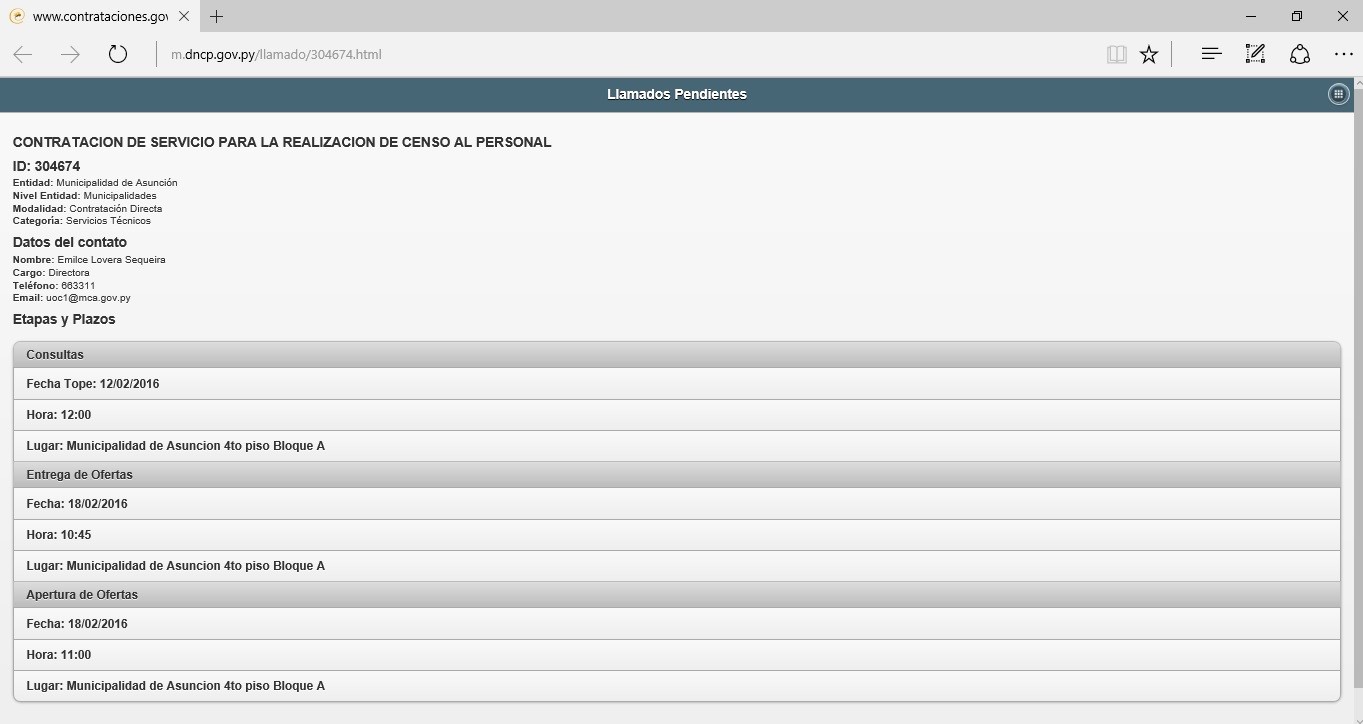 www.contrataciones.gov
m.dncp.gov.py/llamado/304674.html
Llamados Pendientes
CONTRATACION DE SERVICIO PARA LA REALIZACION DE CENSO AL PERSONAL
ID: 304674
Entidad: Municipalidad de Asunción
Nivel Entidad: Municipalidades
Modalidad: Contratación Directa
Categoría: Servicios Técnicos
Datos del contato
Nombre: Emilce Lovera Sequeira
Cargo: Directora
Teléfono: 663311
Email: uoc1@mca.gov.py
Etapas y Plazos
Consultas
Fecha Tope: 12/02/2016
Hora: 12:00
Lugar: Municipalidad de Asuncion 4to piso Bloque A
Entrega de Ofertas
Fecha: 18/02/2016
Hora: 10:45
Lugar: Municipalidad de Asuncion 4to piso Bloque A
Apertura de Ofertas
Fecha: 18/02/2016
Hora: 11:00
Lugar: Municipalidad de Asuncion 4to piso Bloque A